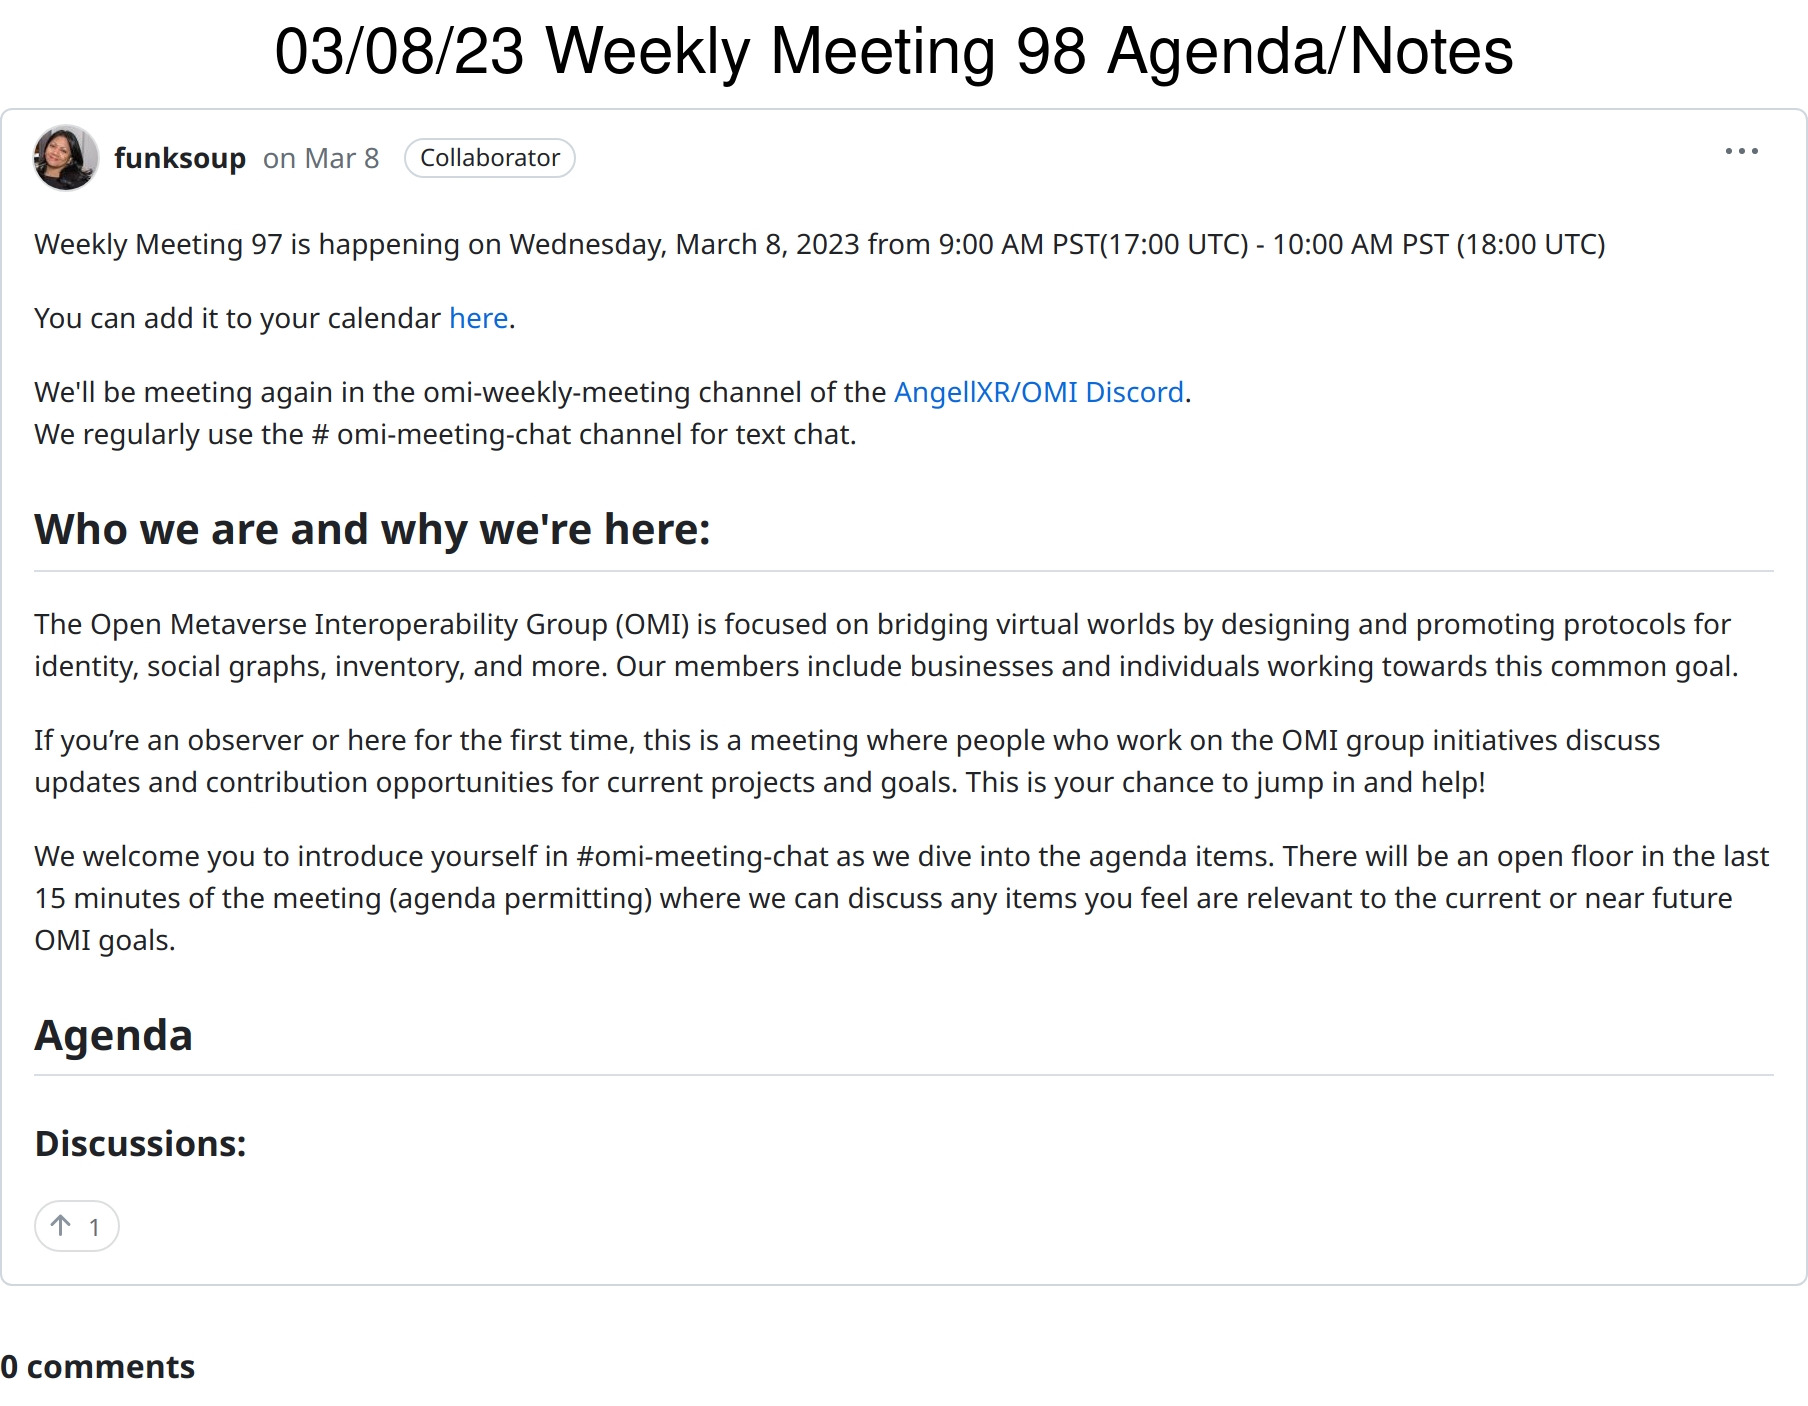 03/08/23 Weekly Meeting 98 Agenda/Notes
funksoup on Mar 8 Collaborator
Weekly Meeting 97 is happening on Wednesday, March 8, 2023 from 9:00 AM PST(17:00 UTC) - 10:00 AM PST (18:00 UTC)
You can add it to your calendar here.
We'll be meeting again in the omi-weekly-meeting channel of the AngellXR/OMI Discord.
We regularly use the # omi-meeting-chat channel for text chat.
Who we are and why we're here:
The Open Metaverse Interoperability Group (OMI) is focused on bridging virtual worlds by designing and promoting protocols for
identity, social graphs, inventory, and more. Our members include businesses and individuals working towards this common goal.
If you’re an observer or here for the first time, this is a meeting where people who work on the OMI group initiatives discuss
updates and contribution opportunities for current projects and goals. This is your chance to jump in and help!
We welcome you to introduce yourself in #omi-meeting-chat as we dive into the agenda items. There will be an open floor in the last
15 minutes of the meeting (agenda permitting) where we can discuss any items you feel are relevant to the current or near future
OMI goals.
Agenda
Discussions:
1
0 comments